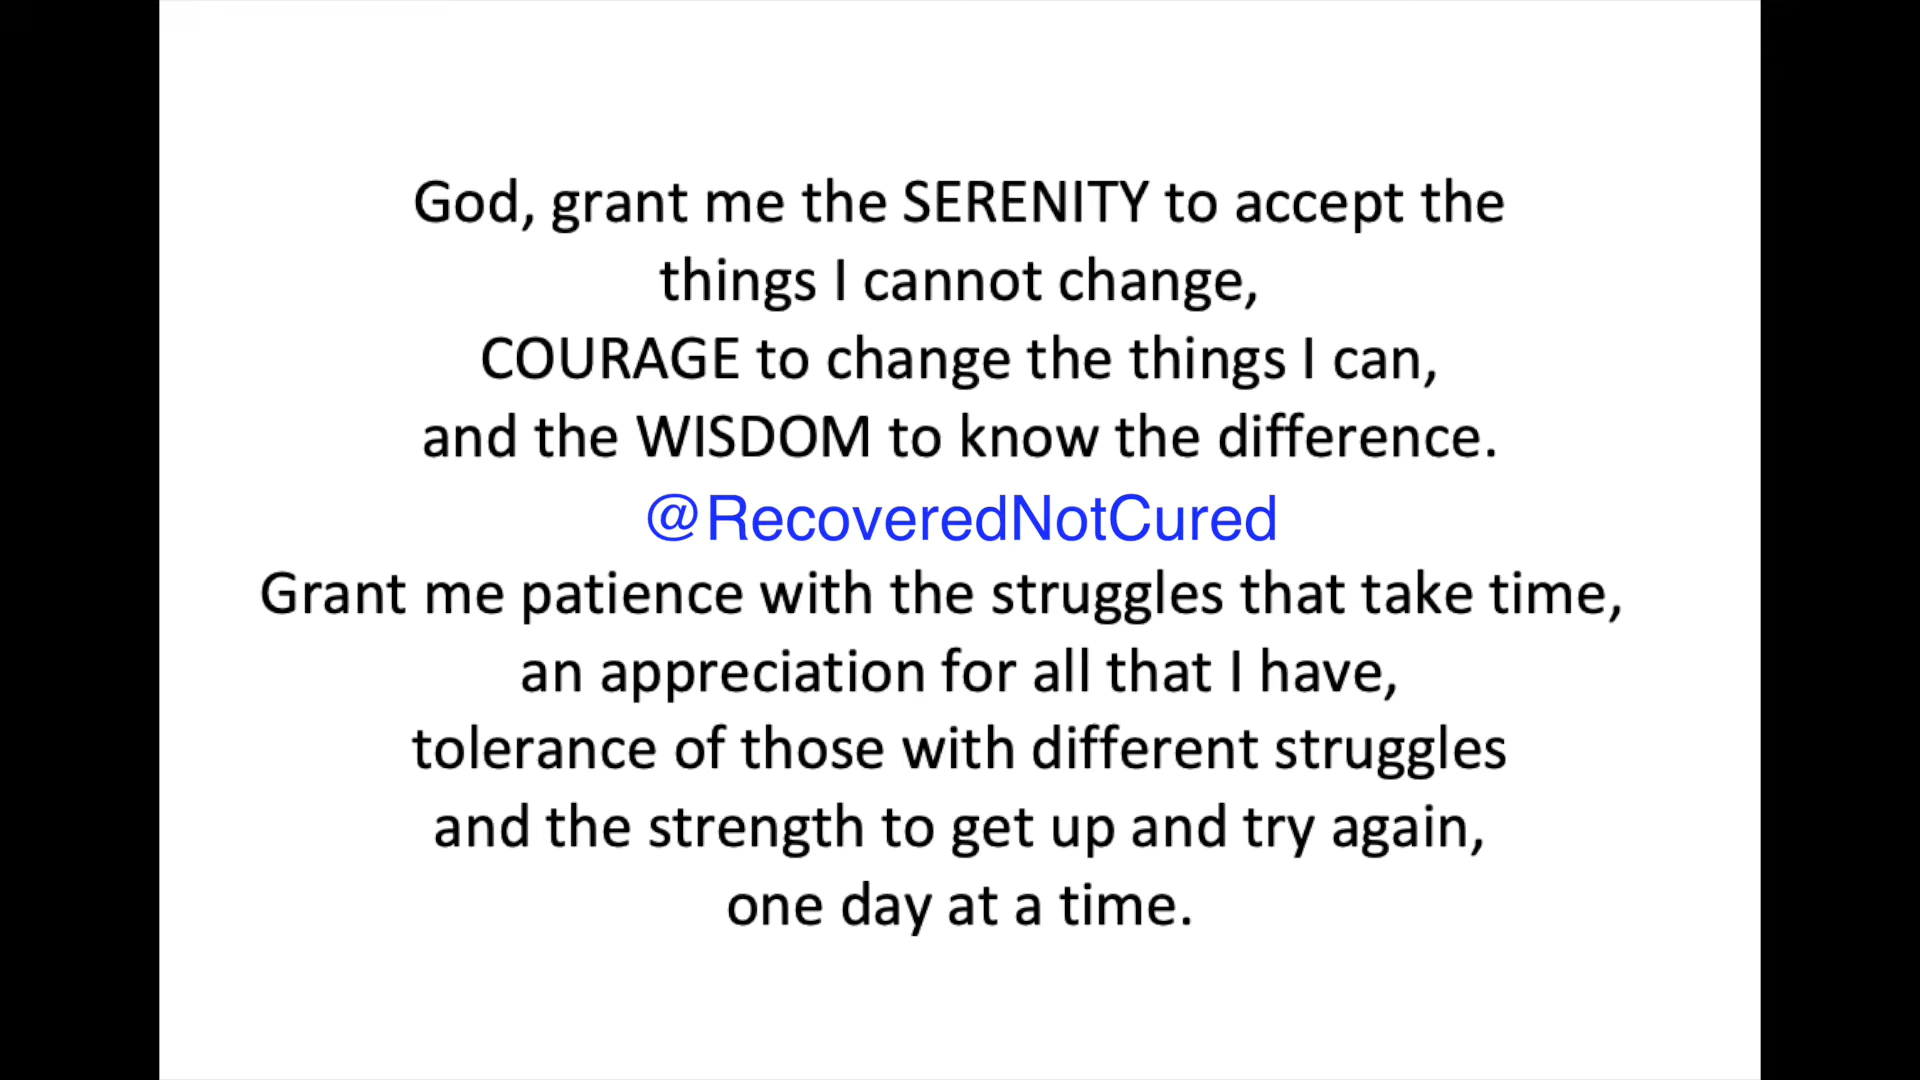 God, grant me the SERENITY to accept the
things I cannot change,
COURAGE to change the things I can,
and the WISDOM to know the difference.
@RecoveredNotCured
Grant me patience with the struggles that take time,
an appreciation for all that I have,
tolerance of those with different struggles
and the strength to get up and try again,
one day at a time.